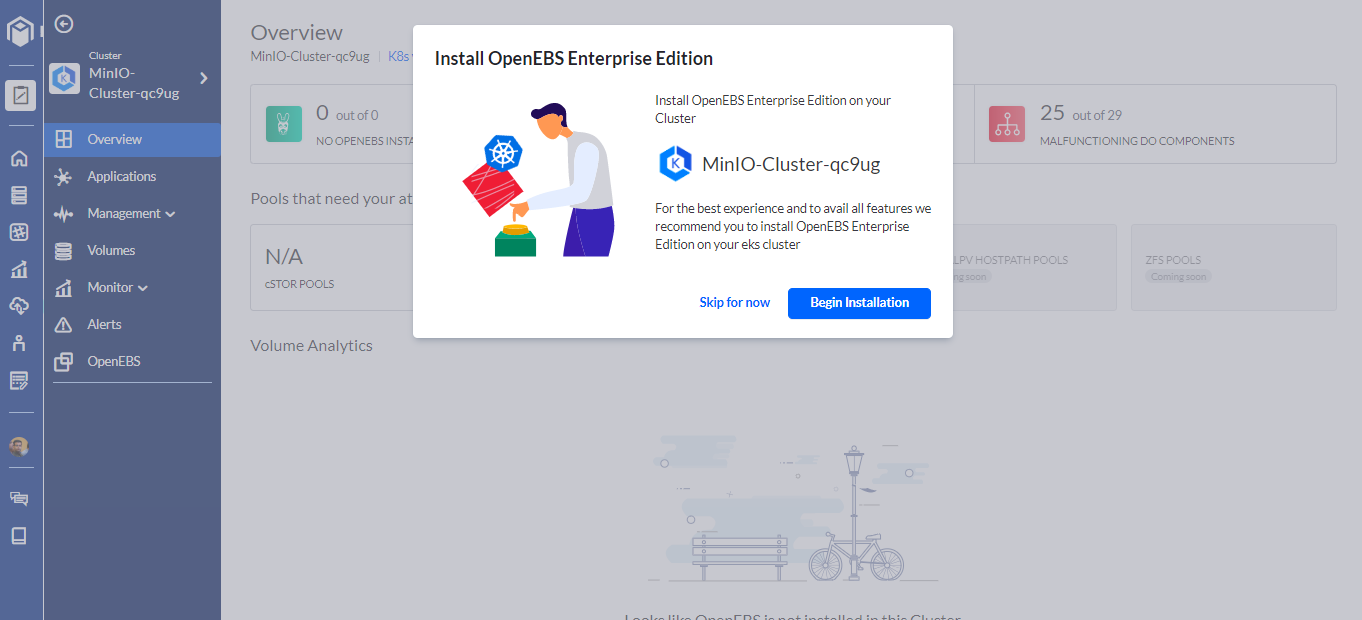 Cluster
MinIO-
Cluster-qc9ug
Overview
Applications
Management
Volumes
Monitor
Alerts
OpenEBS
Overview
MinIO-Cluster-qc9ug
K8s
0 out of 0
NO OPENEBS INSTA
25 out of 29
MALFUNCTIONING DO COMPONENTS
Pools that need your at
N/A
cSTOR POOLS
LPV HOSTPATH POOLS
ng soon
ZFS POOLS
Coming soon
Volume Analytics
Looks like OpenEBS is not installed in this Cluster
Install OpenEBS Enterprise Edition
Install OpenEBS Enterprise Edition on your
Cluster
MinIO-Cluster-qc9ug
For the best experience and to avail all features we
recommend you to install OpenEBS Enterprise
Edition on your eks cluster
Skip for now
Begin Installation